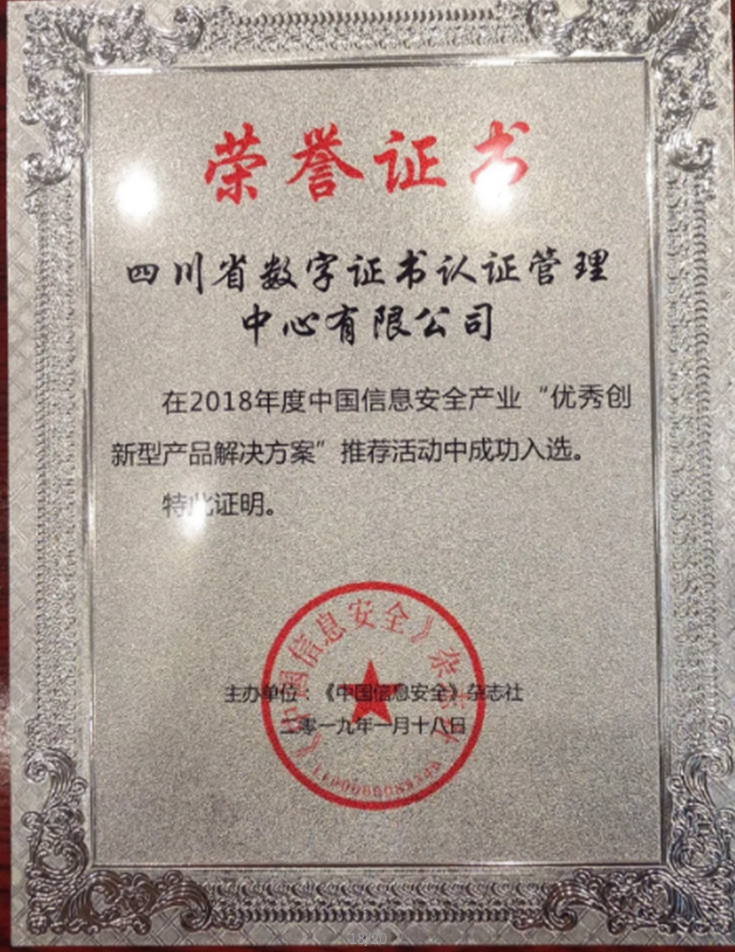 荣誉证书
四川省数字证书认证管理
中心有限公司
在2018年度中国信息安全产业“优秀创
新型产品解决方案”推荐活动中成功入选。
特此证明。
《中国信息安全》杂志社
主办单位：《中国信息安全》杂志社
二零一九年一月十八日